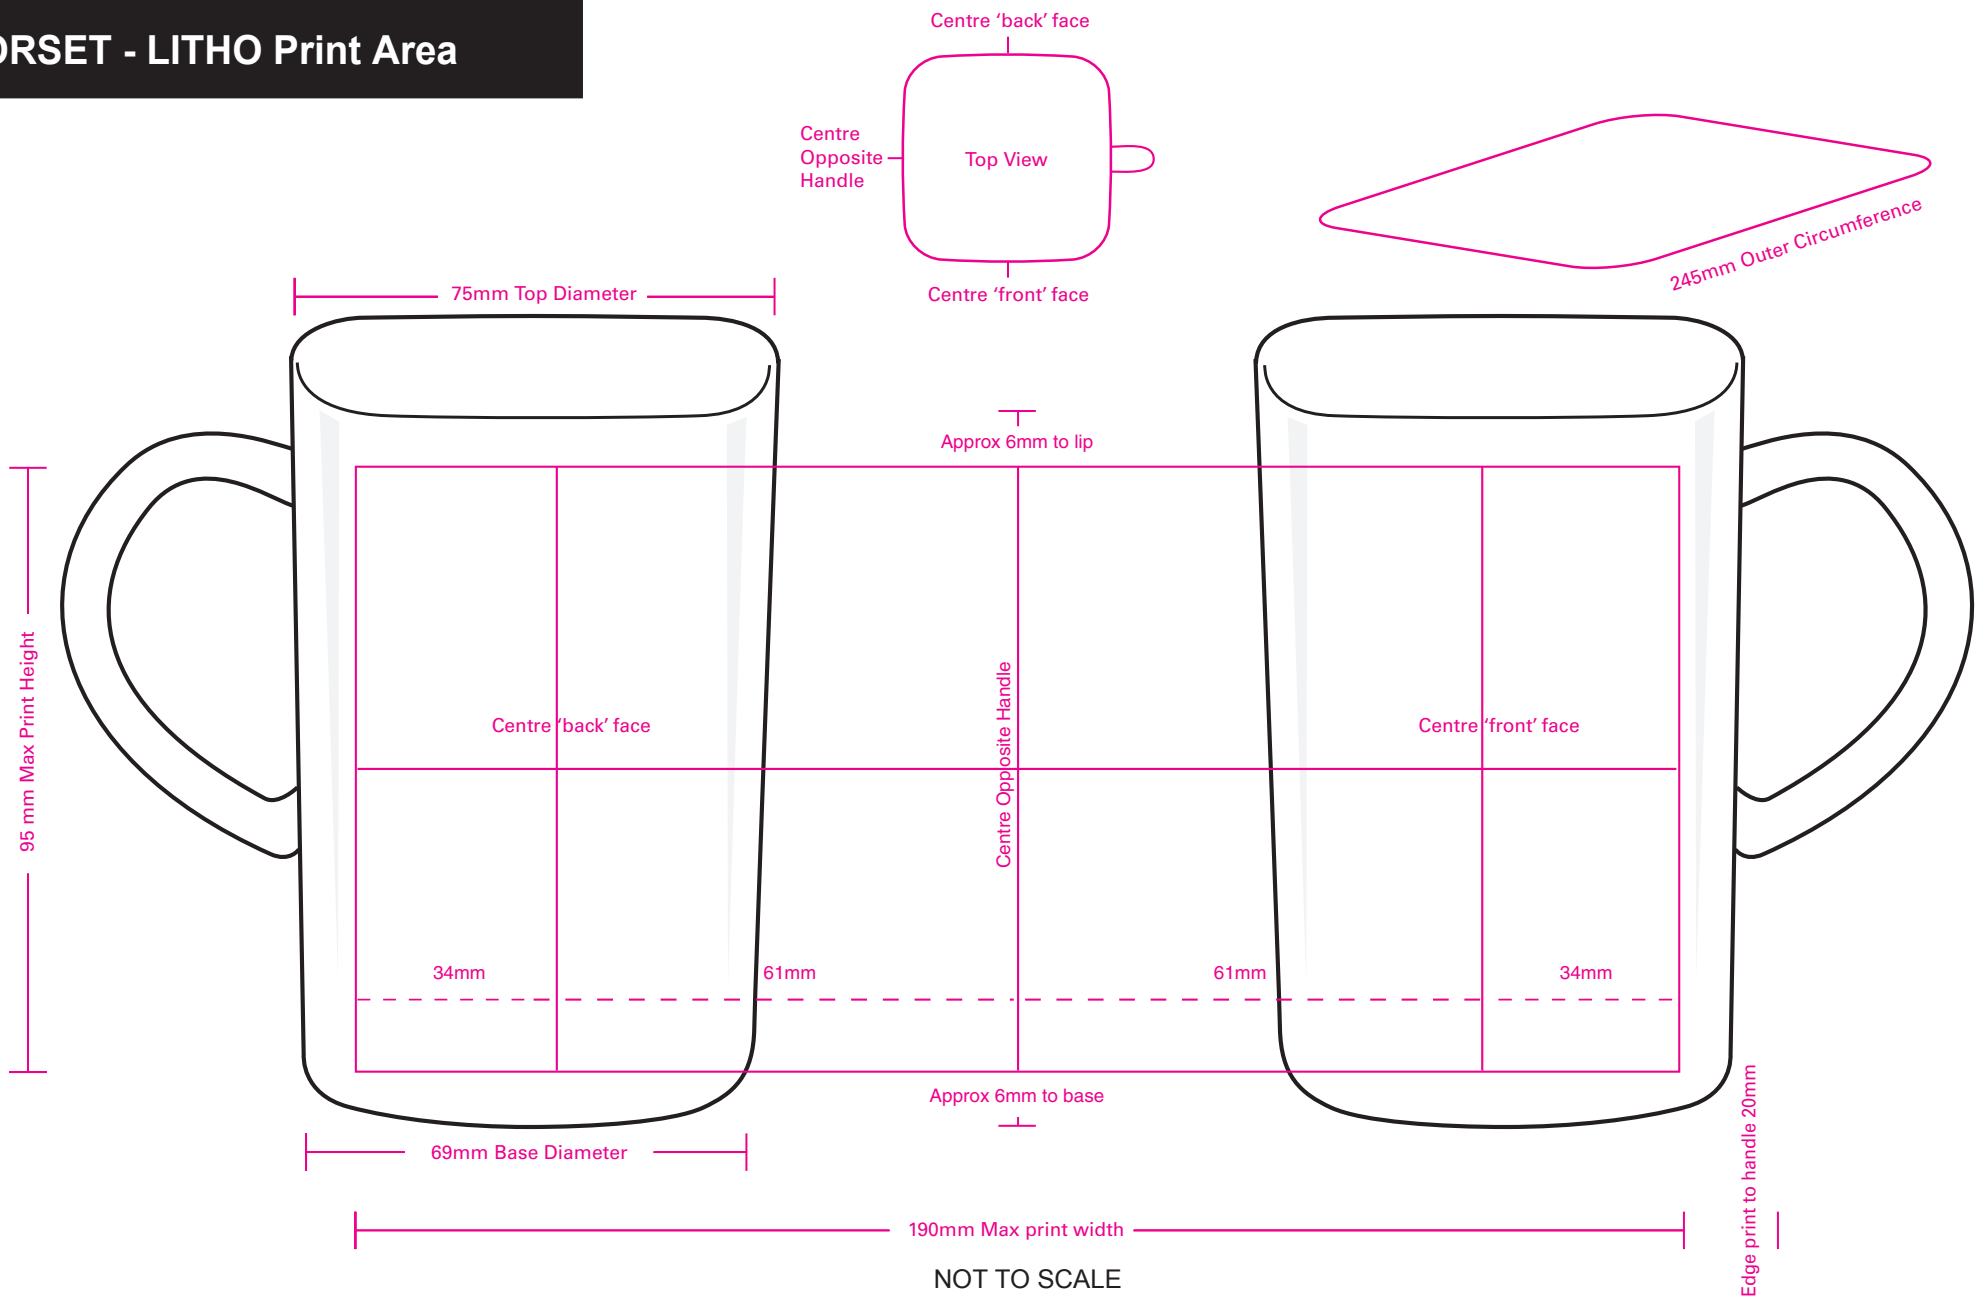 ORSET - LITHO Print Area
Centre ‘back’ face
Centre
Opposite
Handle
Top View
Centre ‘front’ face
245mm Outer Circumference
75mm Top Diameter
Approx 6mm to lip
95 mm Max Print Height
Centre ‘back’ face
Centre Opposite Handle
Centre ‘front’ face
34mm
61mm
61mm
34mm
Approx 6mm to base
69mm Base Diameter
Edge print to handle 20mm
190mm Max print width
NOT TO SCALE